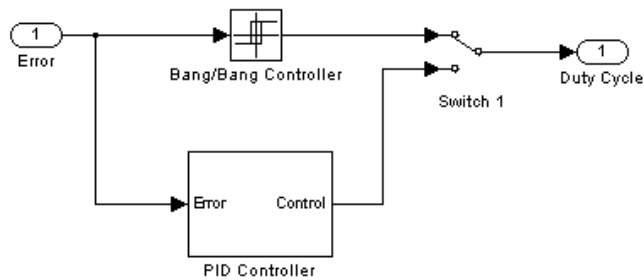 1
Error
Bang/Bang Controller
Switch 1
1
Duty Cycle
Error
Control
PID Controller